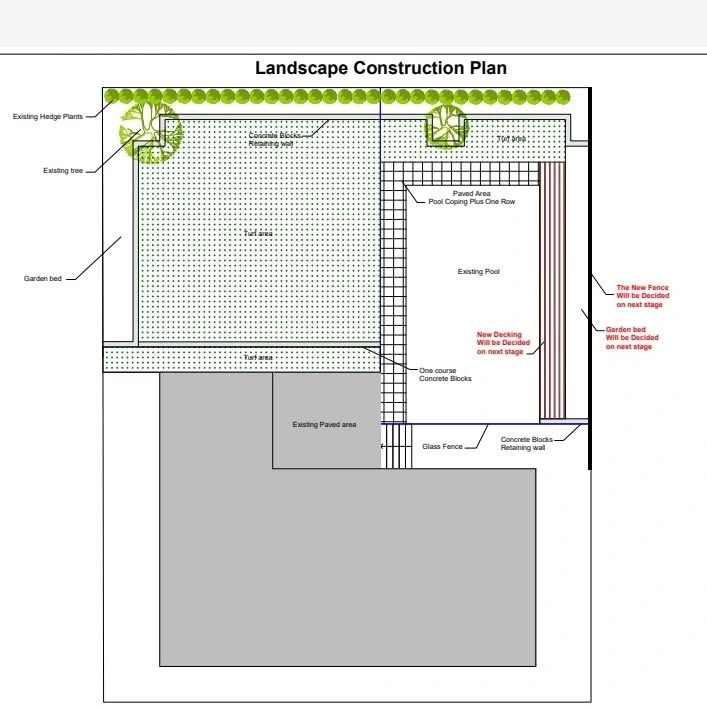 Landscape Construction Plan
Existing Hedge Plants
Concrete Blocks
Retaining wall
Turf area
Existing tree
Paved Area
Pool Coping Plus One Row
Turf area
Existing Pool
Garden bed
The New Fence
Will be Decided
on next stage
Garden bed
Will be Decided
on next stage
New Decking
Will be Decided
on next stage
Turf area
One course
Concrete Blocks
Existing Paved area
Glass Fence
Concrete Blocks
Retaining wall